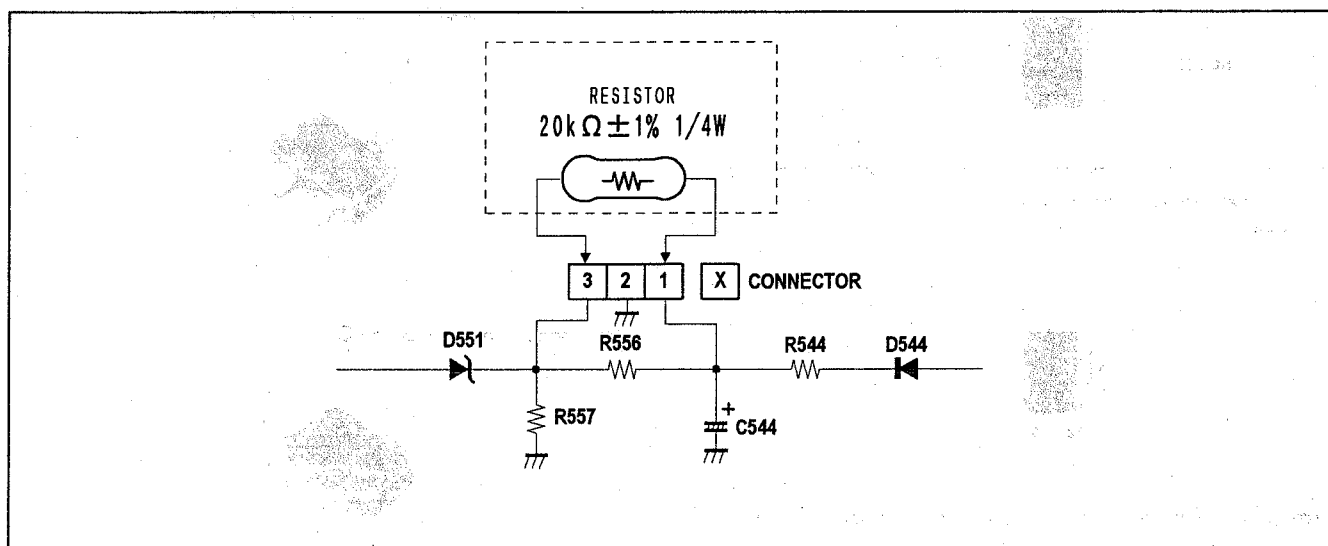 RESISTOR
20kΩ±1% 1/4W
3 2 1 X CONNECTOR
D551 R556 R544 D544
R557 C544
+